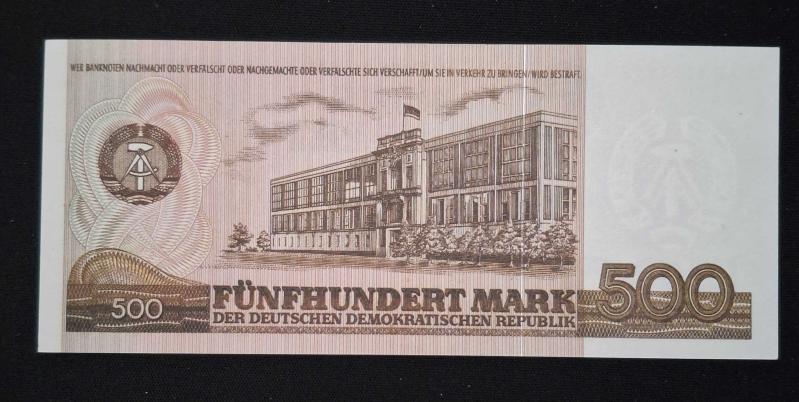 WER BANKNOTEN NACHMACHT ODER VERFÄLSCHT ODER NACHGEMACHTE ODER VERFÄLSCHTE SICH VERSCHAFFT/UM SIE IN VERKEHR ZU BRINGEN/WIRD BESTRAFT.
500
FÜNFHUNDERT MARK
DER DEUTSCHEN DEMOKRATISCHEN REPUBLIK
500